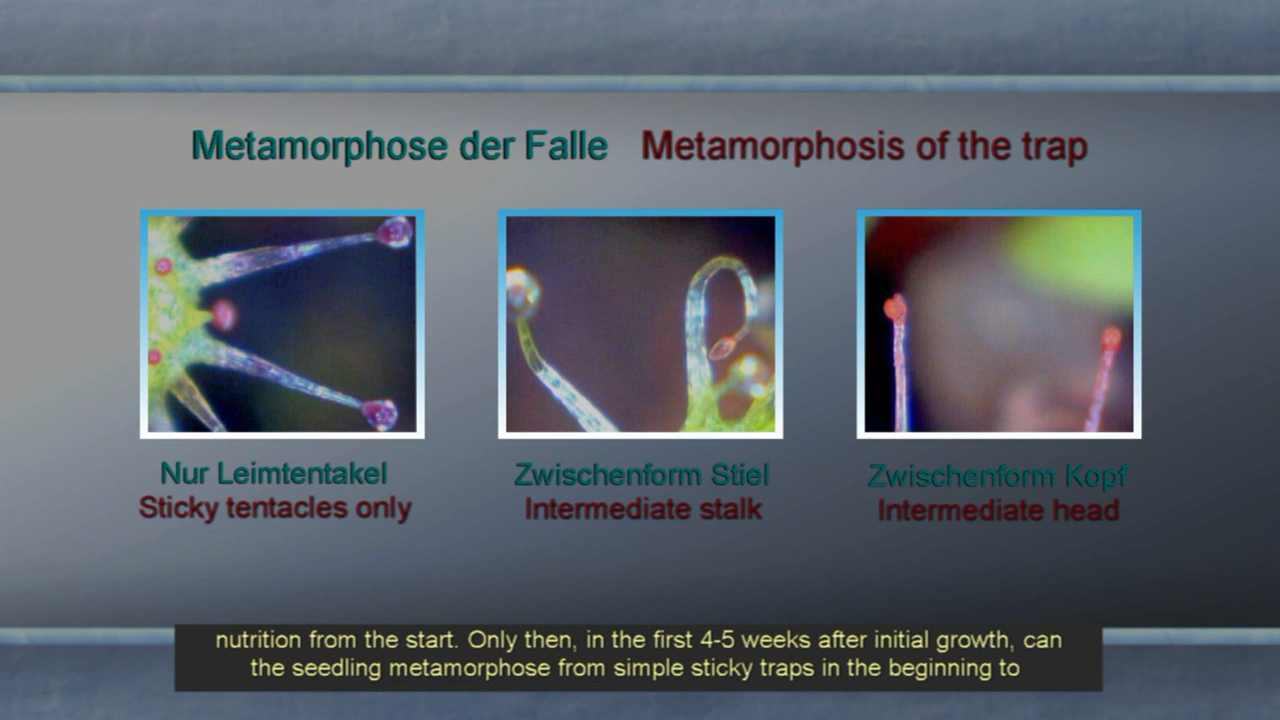 Metamorphose der Falle Metamorphosis of the trap
Nur Leimtentakel
Sticky tentacles only
Zwischenform Stiel
Intermediate stalk
Zwischenform Kopf
Intermediate head
nutrition from the start. Only then, in the first 4-5 weeks after initial growth, can
the seedling metamorphose from simple sticky traps in the beginning to